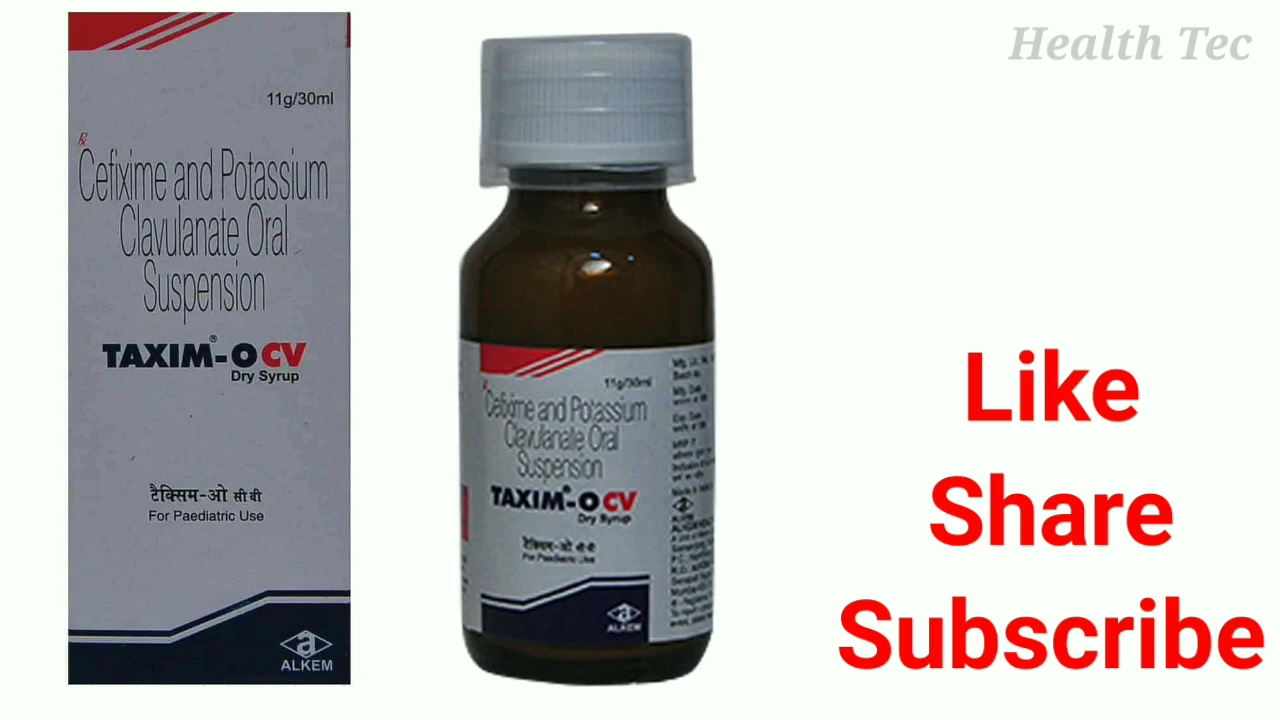 Health Tec
11g/30ml
℞
Cefixime and Potassium
Clavulanate Oral
Suspension
TAXIM®-O CV
Dry Syrup
टैक्सिम-ओ सी वी
For Paediatric Use
a
ALKEM
11g/30ml
Cefixime and Potassium
Clavulanate Oral
Suspension
TAXIM®-O CV
Dry Syrup
टैक्सिम-ओ सी वी
For Paediatric Use
a
ALKEM
Like
Share
Subscribe